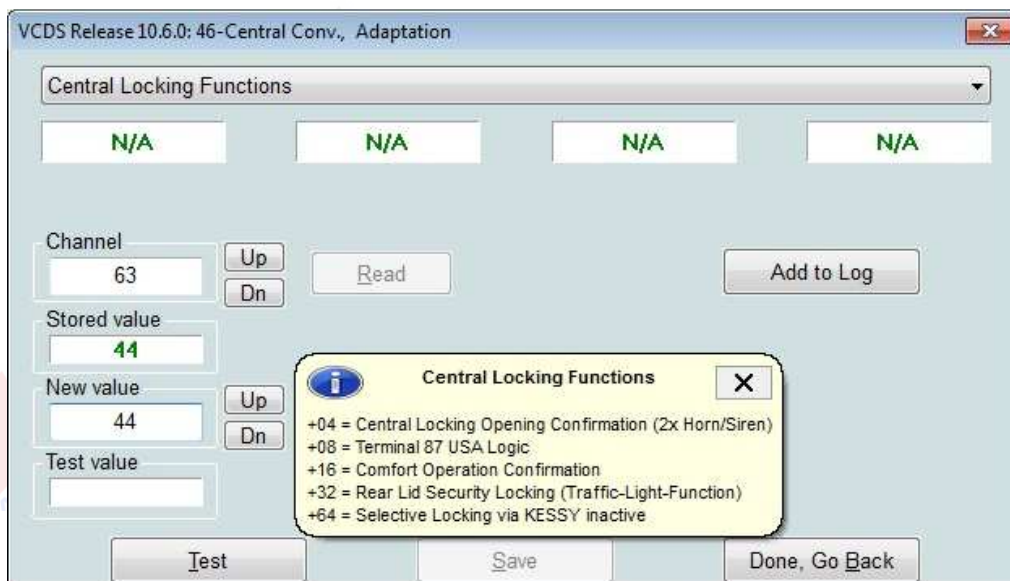 VCDS Release 10.6.0: 46-Central Conv., Adaptation
Central Locking Functions
N/A N/A N/A N/A
Channel
63
Up
Dn
Read
Add to Log
Stored value
44
New value
44
Up
Dn
Test value
Central Locking Functions
+04 = Central Locking Opening Confirmation (2x Horn/Siren)
+08 = Terminal 87 USA Logic
+16 = Comfort Operation Confirmation
+32 = Rear Lid Security Locking (Traffic-Light-Function)
+64 = Selective Locking via KESSY inactive
Test Save Done, Go Back